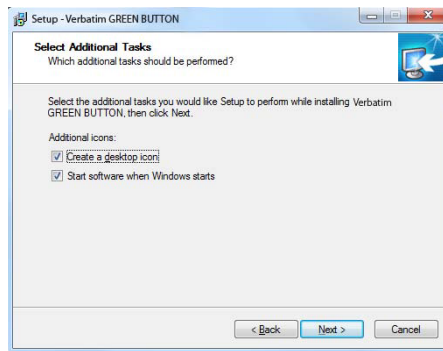 Setup - Verbatim GREEN BUTTON
Select Additional Tasks
Which additional tasks should be performed?
Select the additional tasks you would like Setup to perform while installing Verbatim
GREEN BUTTON, then click Next.
Additional icons:
Create a desktop icon
Start software when Windows starts
< Back Next > Cancel